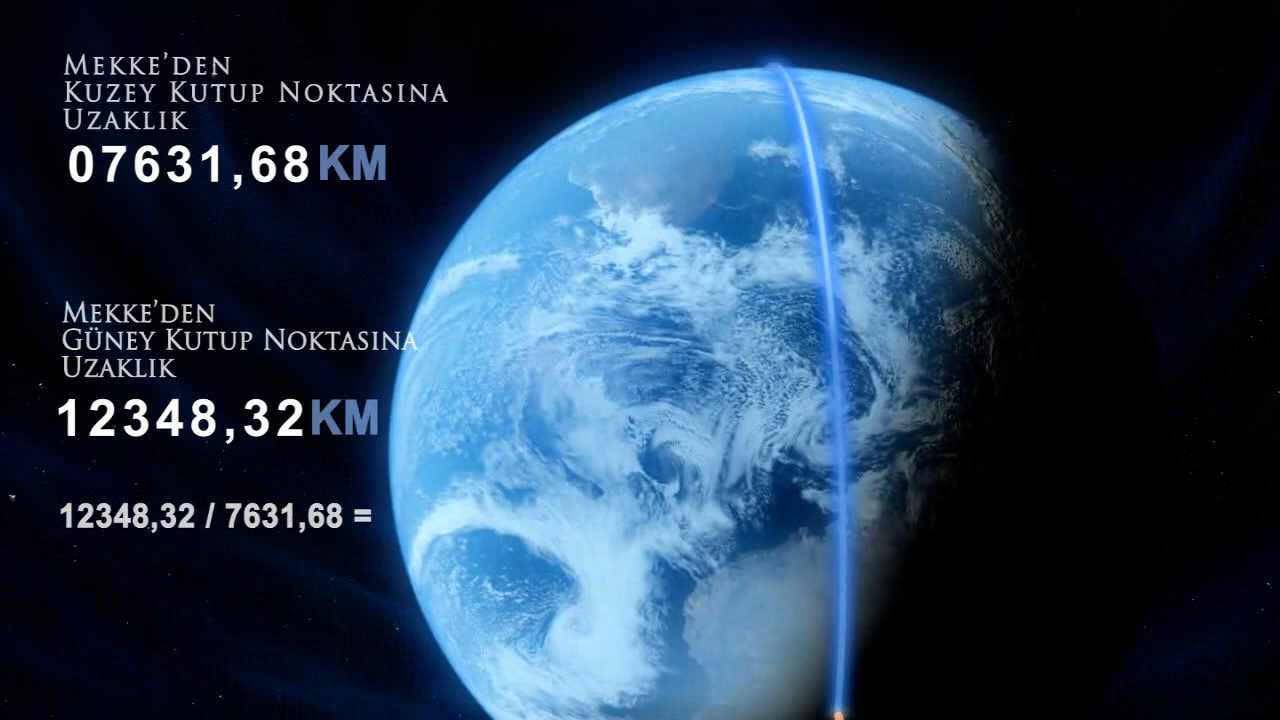 MEKKE’DEN
KUZEY KUTUP NOKTASINA
UZAKLIK
07631,68KM
MEKKE’DEN
GÜNEY KUTUP NOKTASINA
UZAKLIK
12348,32KM
12348,32 / 7631,68 =